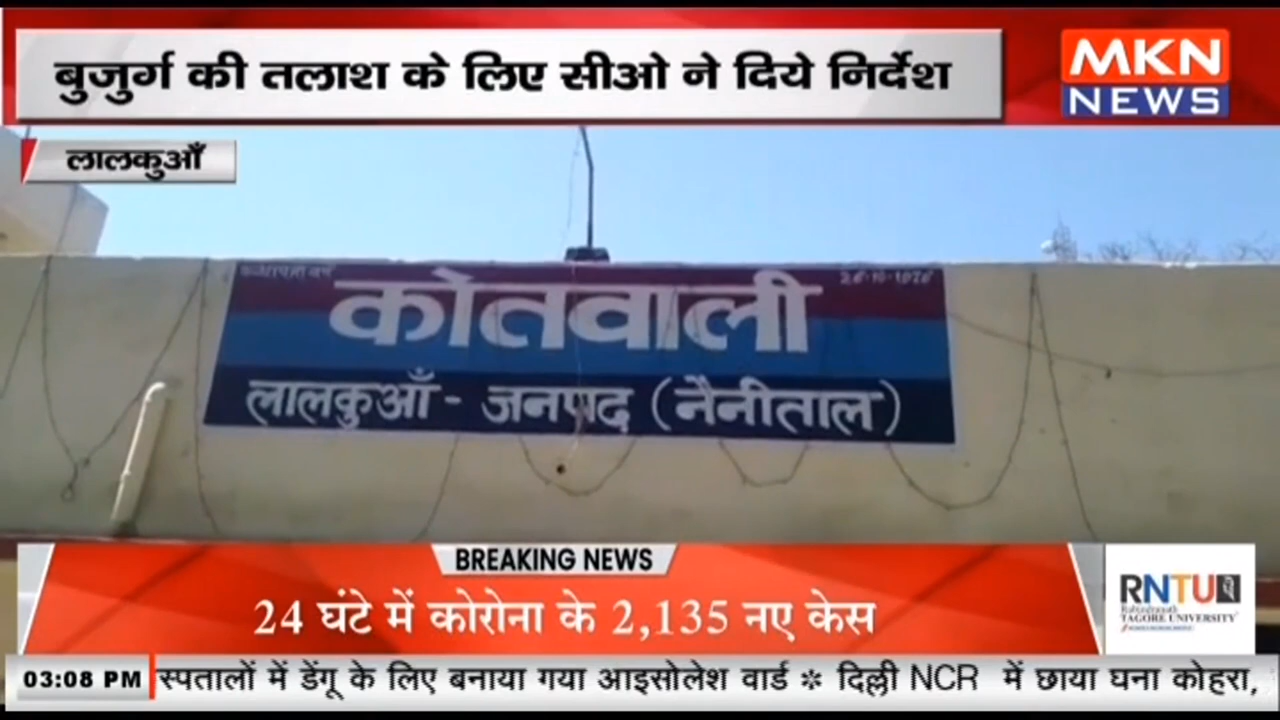 बुजुर्ग की तलाश के लिए सीओ ने दिये निर्देश
MKN
NEWS
लालकुआँ
कोतवाली
लालकुआँ - जनपद (नैनीताल)
BREAKING NEWS
24 घंटे में कोरोना के 2,135 नए केस
RNTU
Rabindranath
TAGORE UNIVERSITY
03:08 PM
स्पतालों में डेंगू के लिए बनाया गया आइसोलेश वार्ड * दिल्ली NCR में छाया घना कोहरा,